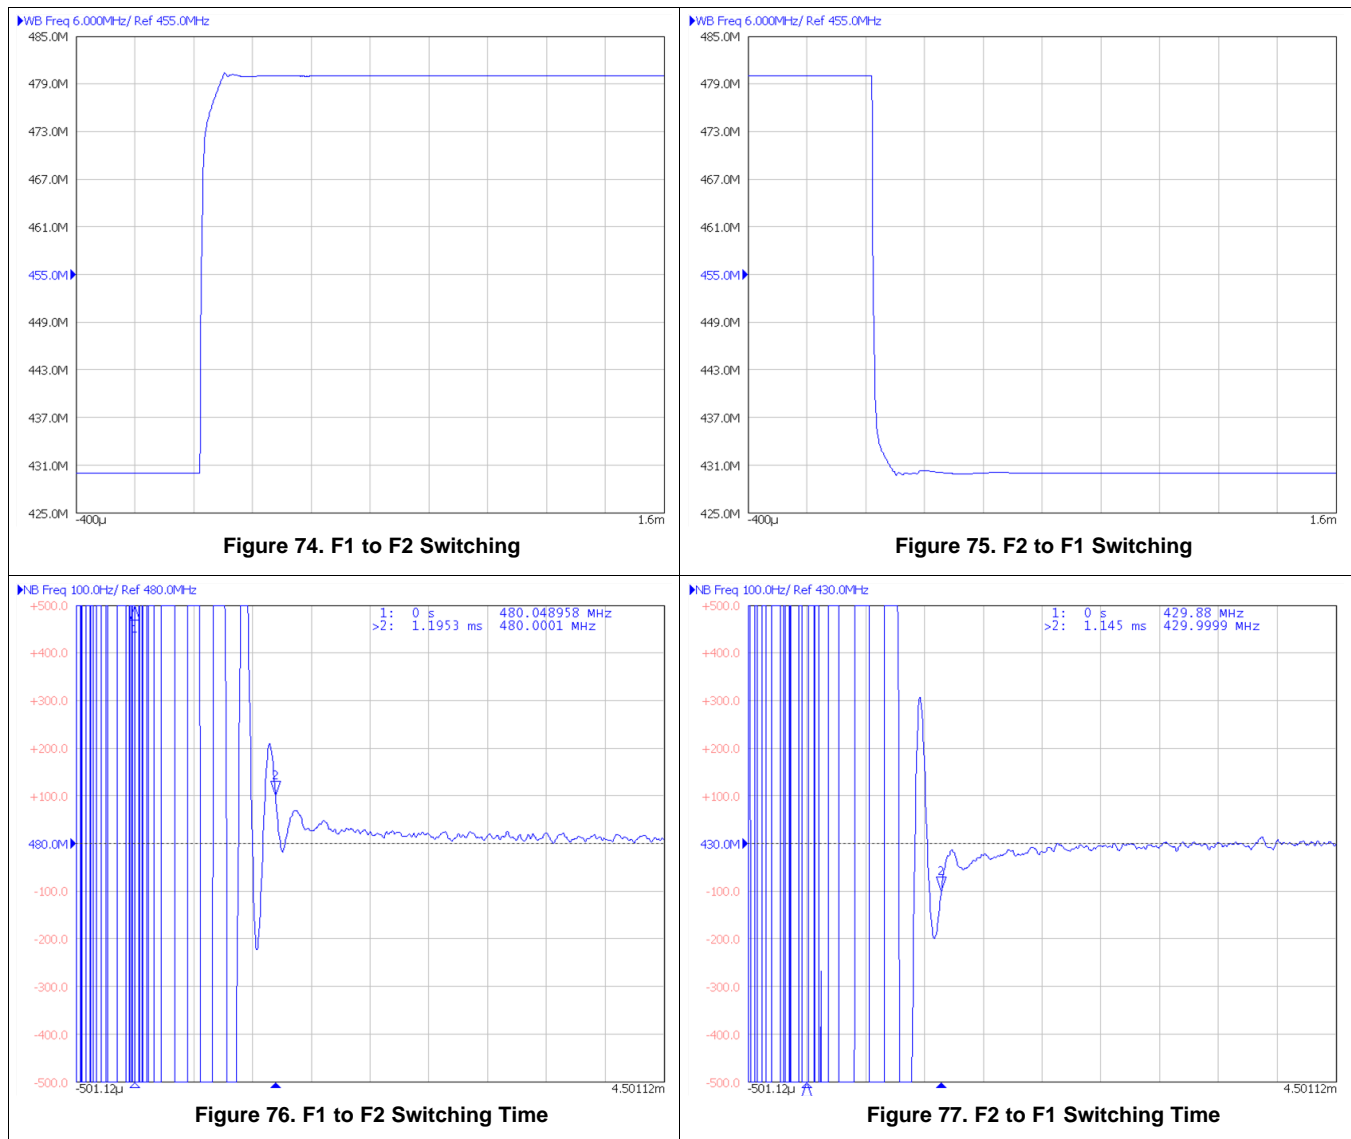 WB Freq 6.000MHz/ Ref 455.0MHz
485.0M
479.0M
473.0M
467.0M
461.0M
455.0M
449.0M
443.0M
437.0M
431.0M
425.0M
-400µ 1.6m
Figure 74. F1 to F2 Switching
WB Freq 6.000MHz/ Ref 455.0MHz
485.0M
479.0M
473.0M
467.0M
461.0M
455.0M
449.0M
443.0M
437.0M
431.0M
425.0M
-400µ 1.6m
Figure 75. F2 to F1 Switching
NB Freq 100.0Hz/ Ref 480.0MHz
1: 0 s 480.048958 MHz
>2: 1.1953 ms 480.0001 MHz
+500.0
+400.0
+300.0
+200.0
2
+100.0
480.0M
-100.0
-200.0
-300.0
-400.0
-500.0
-501.12µ 4.50112m
Figure 76. F1 to F2 Switching Time
NB Freq 100.0Hz/ Ref 430.0MHz
1: 0 s 429.88 MHz
>2: 1.145 ms 429.9999 MHz
+500.0
+400.0
+300.0
+200.0
+100.0
430.0M
2
-100.0
-200.0
-300.0
-400.0
-500.0
-501.12µ 4.50112m
Figure 77. F2 to F1 Switching Time